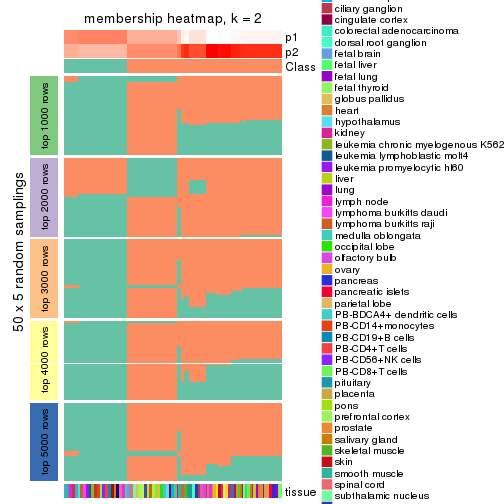 membership heatmap, k = 2
p1
p2
Class
50 x 5 random samplings
top 1000 rows
top 2000 rows
top 3000 rows
top 4000 rows
top 5000 rows
tissue
ciliary ganglion
cingulate cortex
colorectal adenocarcinoma
dorsal root ganglion
fetal brain
fetal liver
fetal lung
fetal thyroid
globus pallidus
heart
hypothalamus
kidney
leukemia chronic myelogenous K562
leukemia lymphoblastic molt4
leukemia promyelocytic hl60
liver
lung
lymph node
lymphoma burkitts daudi
lymphoma burkitts raji
medulla oblongata
occipital lobe
olfactory bulb
ovary
pancreas
pancreatic islets
parietal lobe
PB-BDCA4+ dendritic cells
PB-CD14+monocytes
PB-CD19+B cells
PB-CD4+T cells
PB-CD56+NK cells
PB-CD8+T cells
pituitary
placenta
pons
prefrontal cortex
prostate
salivary gland
skeletal muscle
skin
smooth muscle
spinal cord
subthalamic nucleus